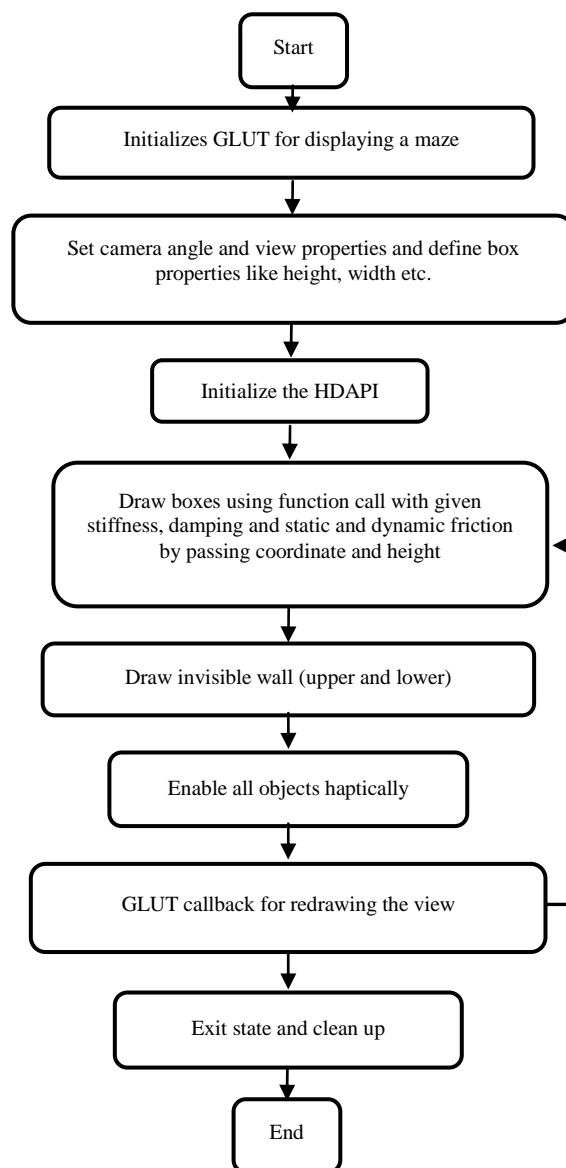 Start
Initializes GLUT for displaying a maze
Set camera angle and view properties and define box
properties like height, width etc.
Initialize the HDAPI
Draw boxes using function call with given
stiffness, damping and static and dynamic friction
by passing coordinate and height
Draw invisible wall (upper and lower)
Enable all objects haptically
GLUT callback for redrawing the view
Exit state and clean up
End